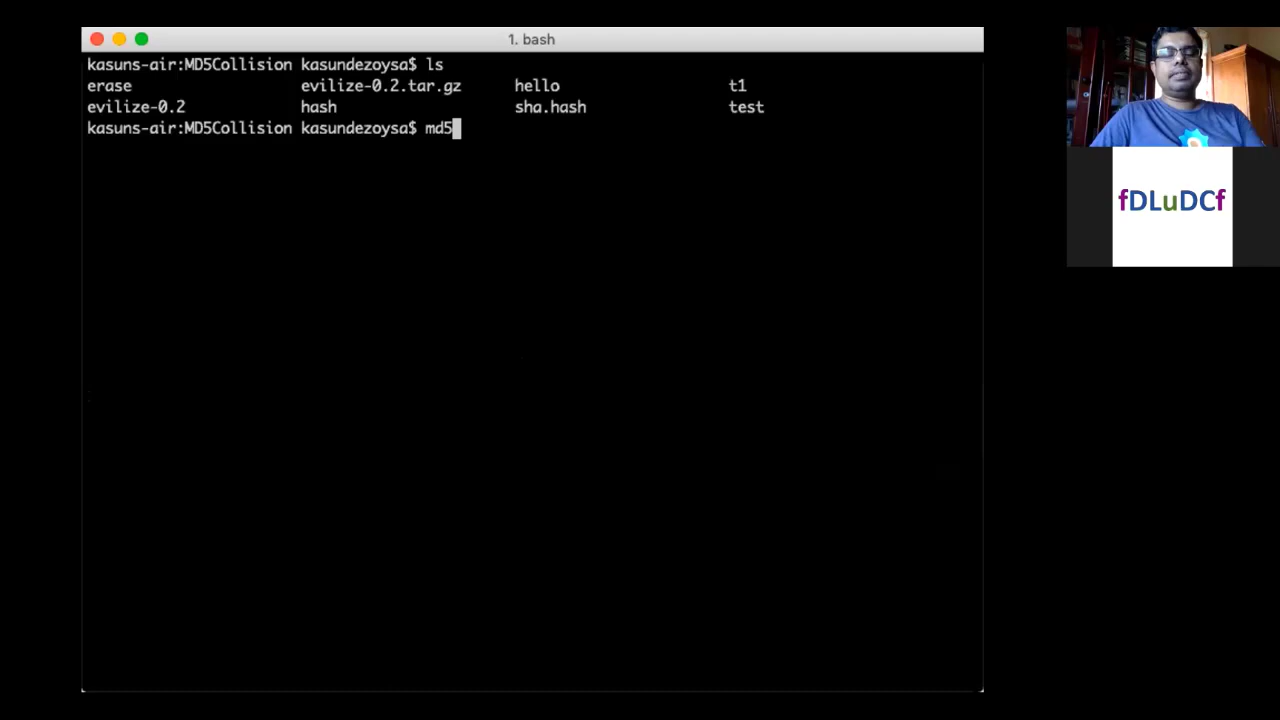 1. bash
kasuns-air:MD5Collision kasundezoysa$ ls
erase evilize-0.2.tar.gz hello t1
evilize-0.2 hash sha.hash test
kasuns-air:MD5Collision kasundezoysa$ md5
fDLuDCf